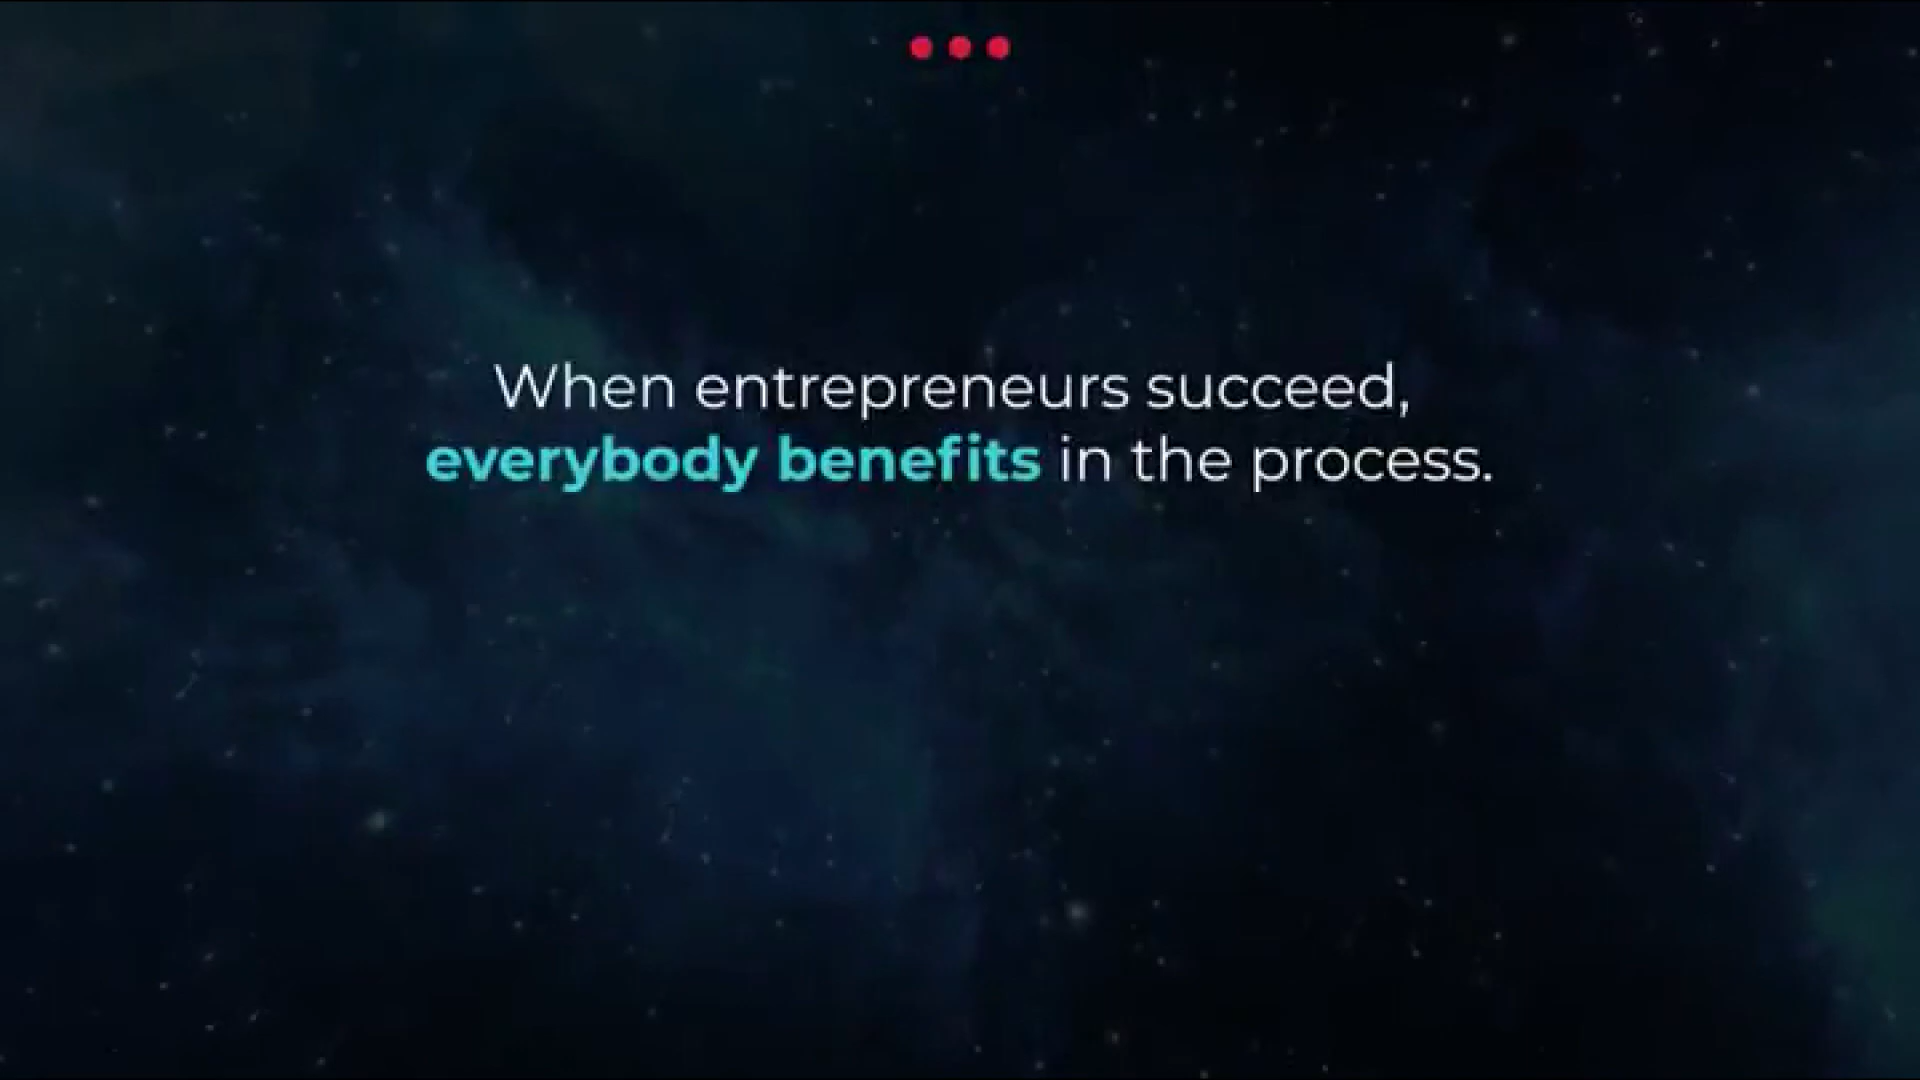 When entrepreneurs succeed,
everybody benefits in the process.